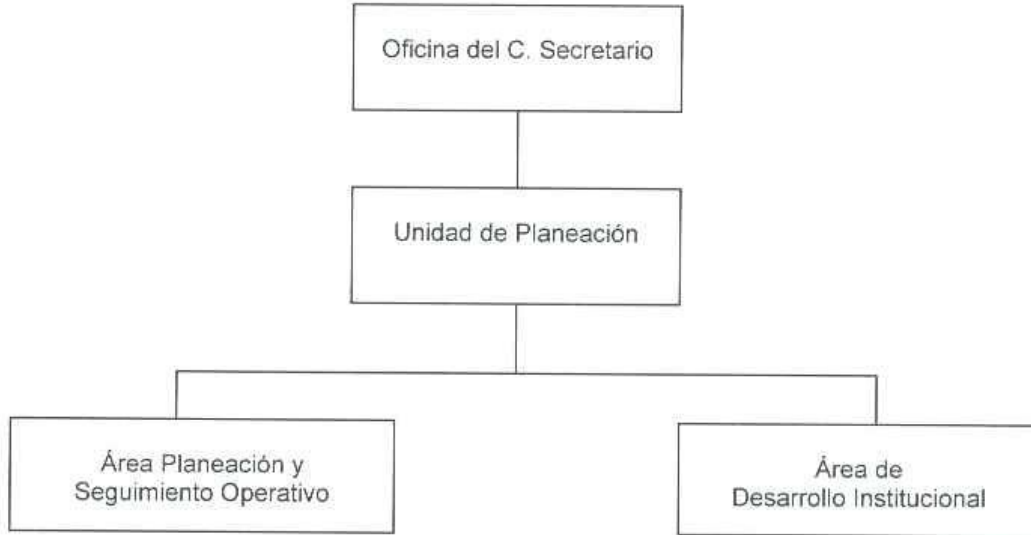 Oficina del C. Secretario
Unidad de Planeación
Área Planeación y
Seguimiento Operativo
Área de
Desarrollo Institucional